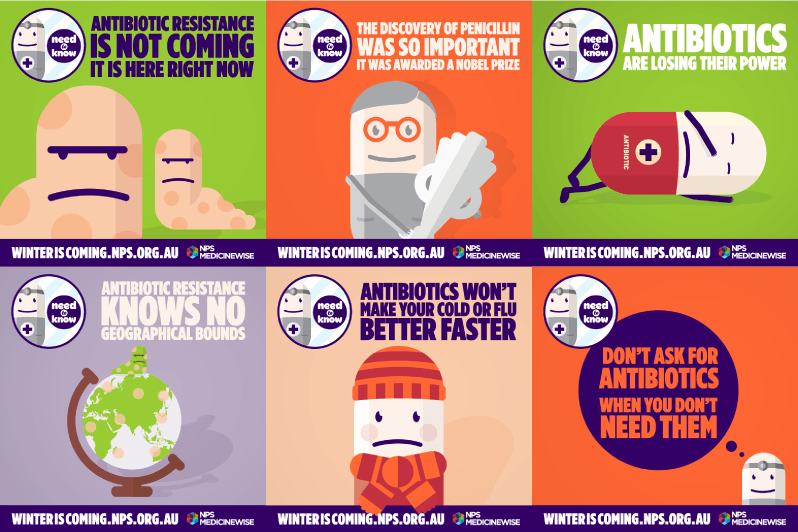 need
to
know
ANTIBIOTIC RESISTANCE
IS NOT COMING
IT IS HERE RIGHT NOW
WINTERISCOMING.NPS.ORG.AU
NPS
MEDICINEWISE
need
to
know
THE DISCOVERY OF PENICILLIN
WAS SO IMPORTANT
IT WAS AWARDED A NOBEL PRIZE
WINTERISCOMING.NPS.ORG.AU
NPS
MEDICINEWISE
need
to
know
ANTIBIOTICS
ARE LOSING THEIR POWER
ANTIBIOTIC
WINTERISCOMING.NPS.ORG.AU
NPS
MEDICINEWISE
need
to
know
ANTIBIOTIC RESISTANCE
KNOWS NO
GEOGRAPHICAL BOUNDS
WINTERISCOMING.NPS.ORG.AU
NPS
MEDICINEWISE
need
to
know
ANTIBIOTICS WON'T
MAKE YOUR COLD OR FLU
BETTER FASTER
WINTERISCOMING.NPS.ORG.AU
NPS
MEDICINEWISE
need
to
know
DON'T ASK FOR
ANTIBIOTICS
WHEN YOU DON'T
NEED THEM
WINTERISCOMING.NPS.ORG.AU
NPS
MEDICINEWISE